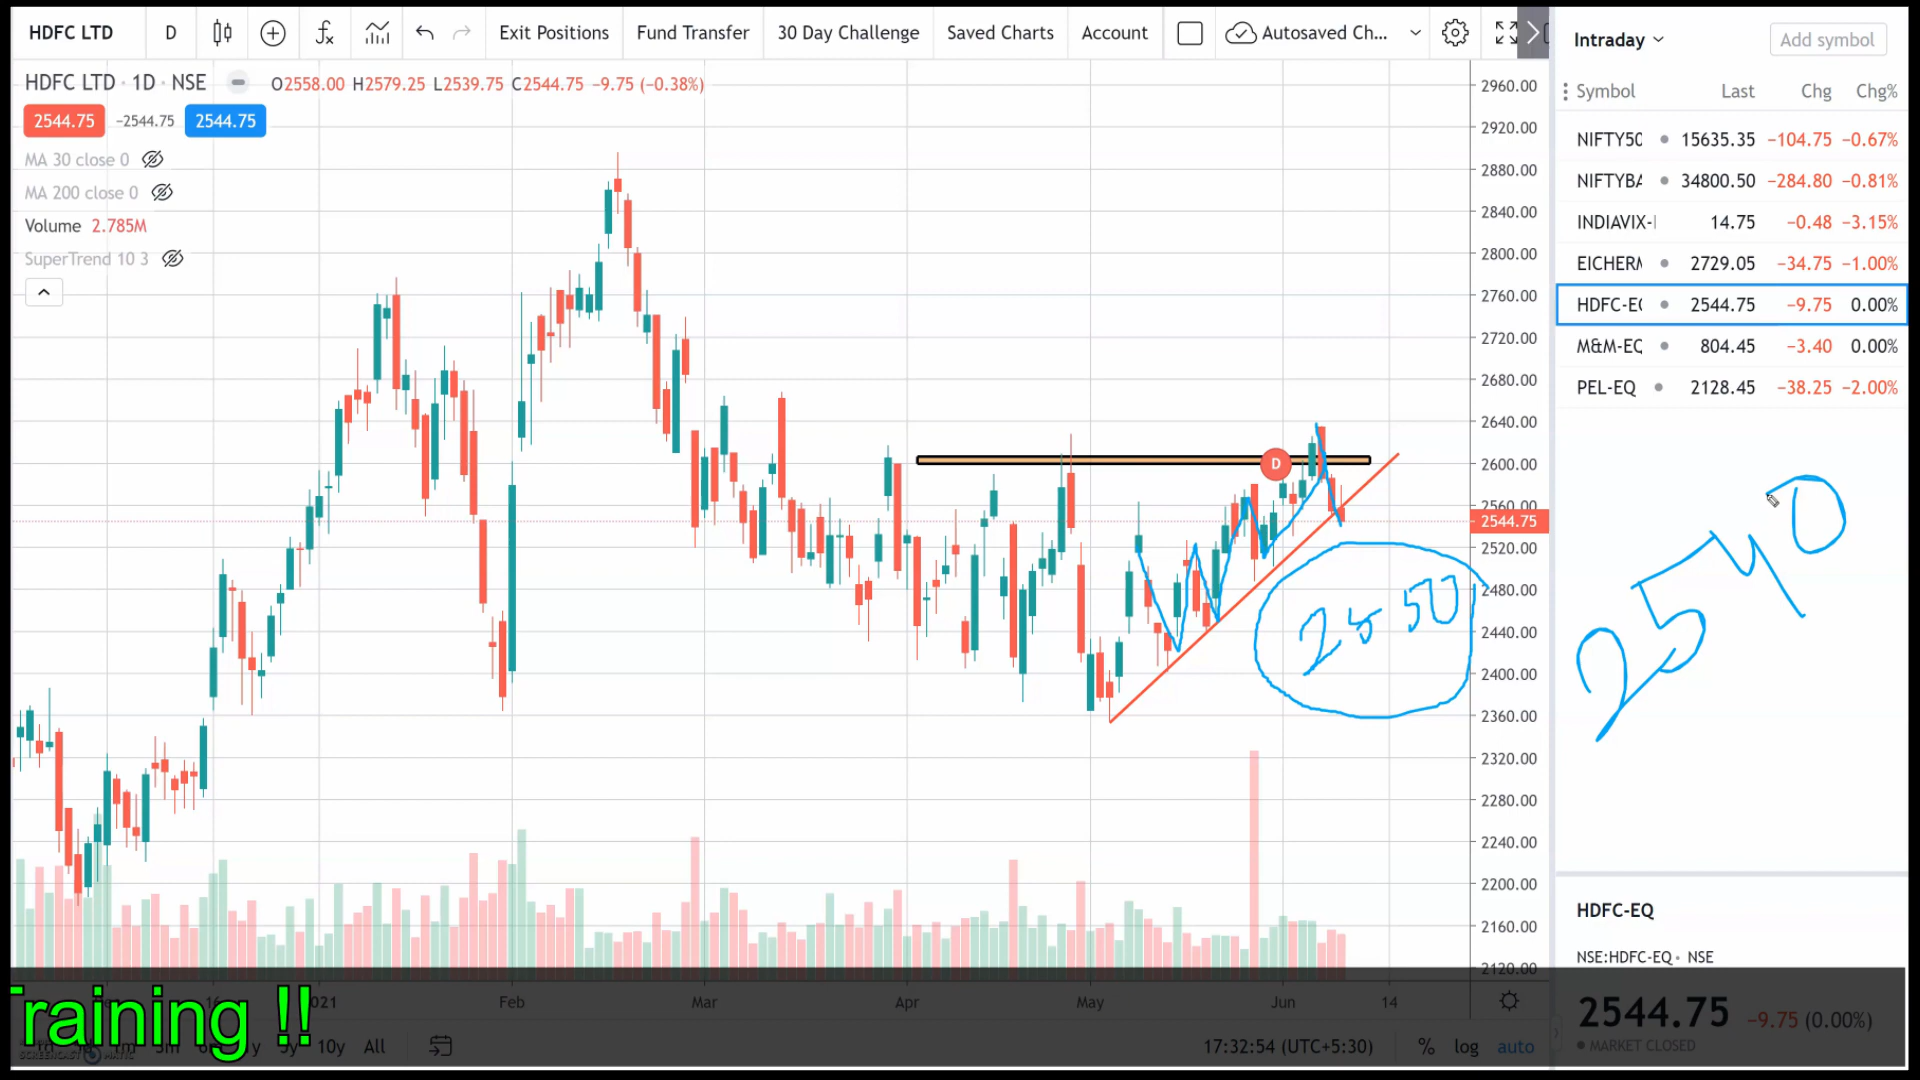 HDFC LTD D Exit Positions Fund Transfer 30 Day Challenge Saved Charts Account Autosaved Ch...
HDFC LTD · 1D · NSE O2558.00 H2579.25 L2539.75 C2544.75 −9.75 (−0.38%)
2544.75 −2544.75 2544.75
MA 30 close 0
MA 200 close 0
Volume 2.785M
SuperTrend 10 3
2960.00
2920.00
2880.00
2840.00
2800.00
2760.00
2720.00
2680.00
2640.00
2600.00
2560.00
2544.75
2520.00
2480.00
2440.00
2400.00
2360.00
2320.00
2280.00
2240.00
2200.00
2160.00
2120.00
D
2550
2540
16 2021 Feb Mar Apr May Jun 14
Training !!
10y All
17:32:54 (UTC+5:30) % log auto
SCREENCAST MATIC
Intraday Add symbol
Symbol Last Chg Chg%
NIFTY50 15635.35 −104.75 −0.67%
NIFTYBA 34800.50 −284.80 −0.81%
INDIAVIX-I 14.75 −0.48 −3.15%
EICHERM 2729.05 −34.75 −1.00%
HDFC-EQ 2544.75 −9.75 0.00%
M&M-EQ 804.45 −3.40 0.00%
PEL-EQ 2128.45 −38.25 −2.00%
HDFC-EQ
NSE:HDFC-EQ • NSE
2544.75 −9.75 (0.00%)
MARKET CLOSED